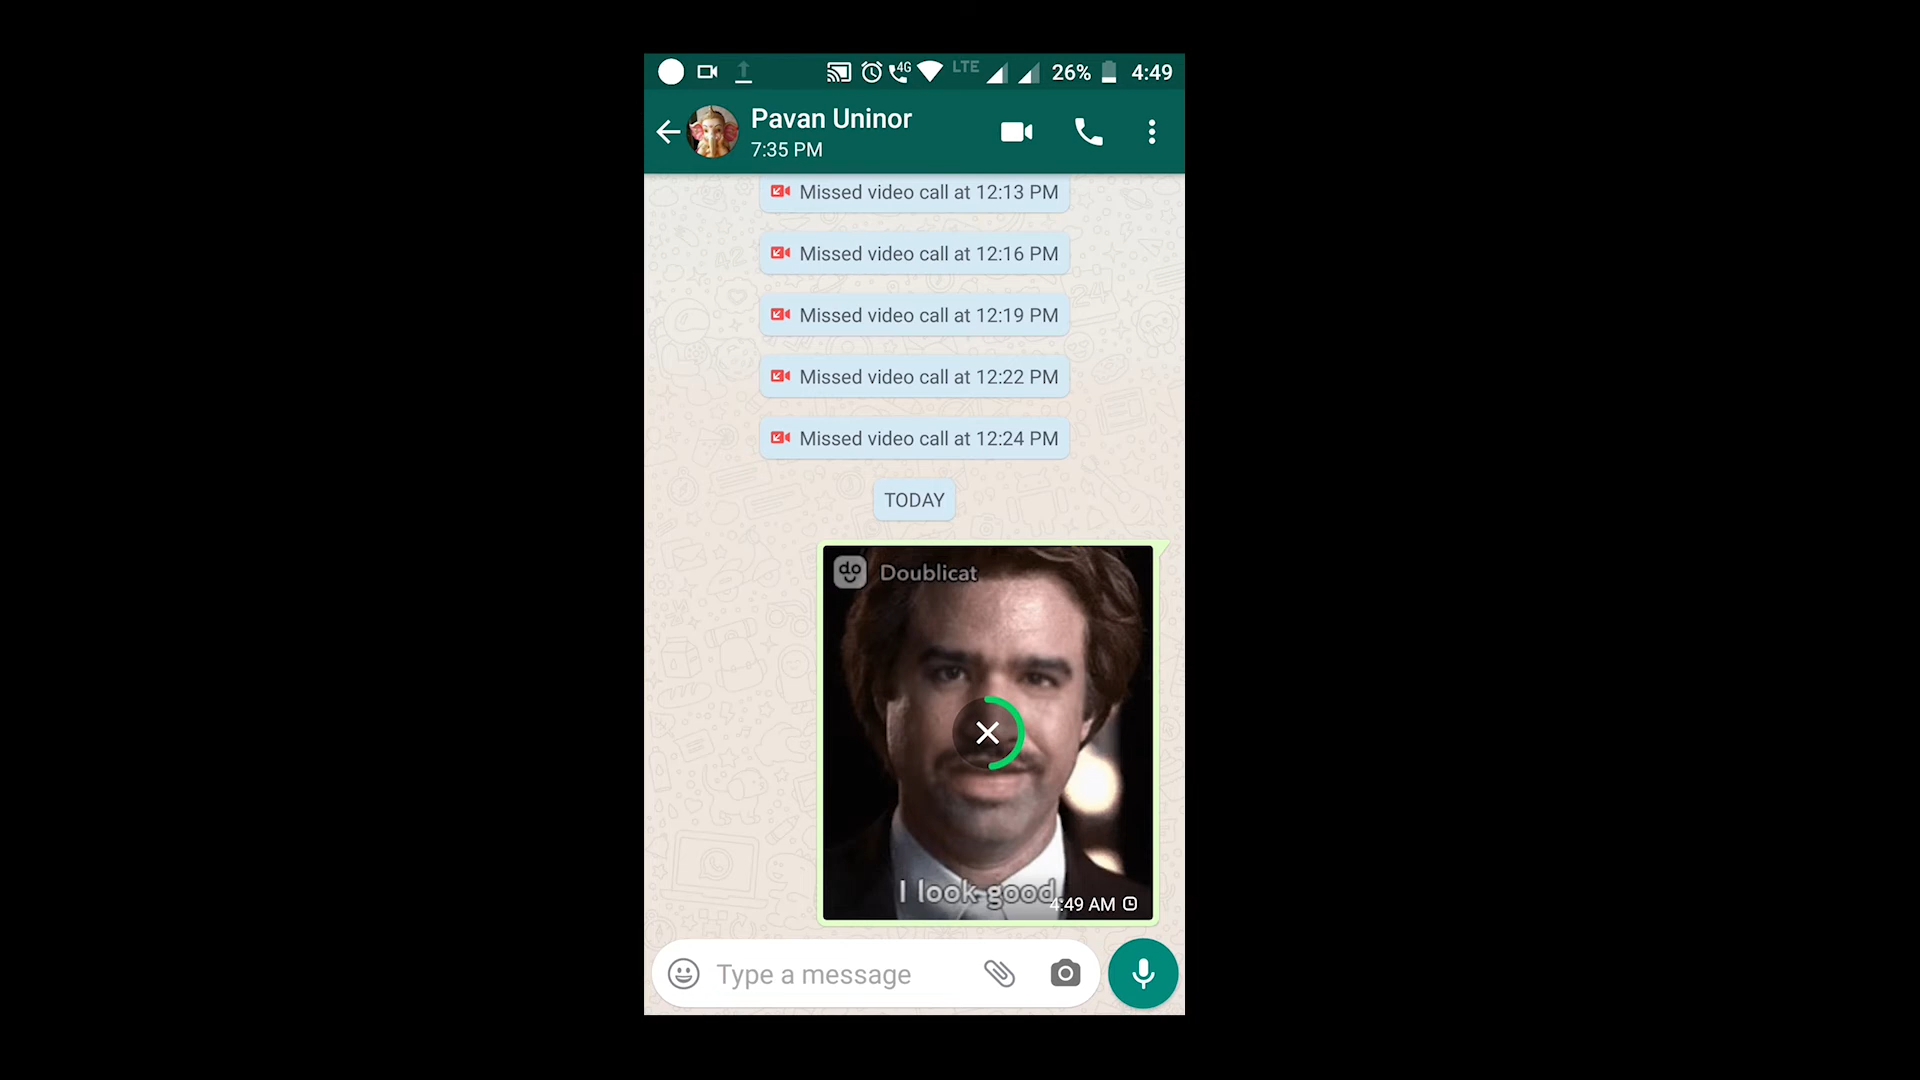 4G LTE 26% 4:49
Pavan Uninor
7:35 PM
Missed video call at 12:13 PM
Missed video call at 12:16 PM
Missed video call at 12:19 PM
Missed video call at 12:22 PM
Missed video call at 12:24 PM
TODAY
do Doublicat
I look good.
4:49 AM
Type a message